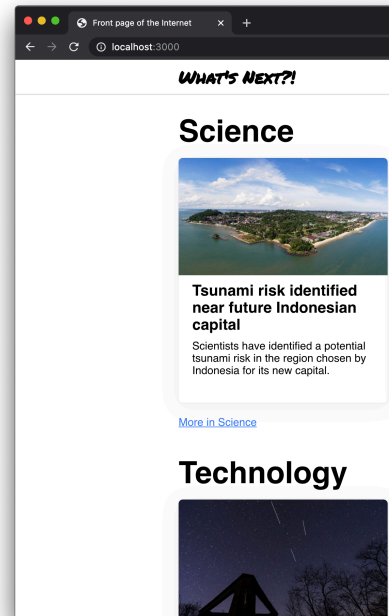 Front page of the Internet
localhost:3000
WHAT'S NEXT?!
Science
Tsunami risk identified
near future Indonesian
capital
Scientists have identified a potential
tsunami risk in the region chosen by
Indonesia for its new capital.
More in Science
Technology